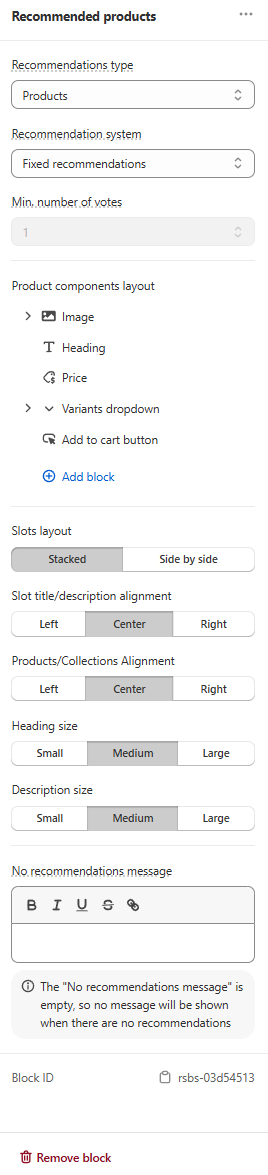 Recommended products
Recommendations type
Products
Recommendation system
Fixed recommendations
Min. number of votes
1
Product components layout
Image
Heading
Price
Variants dropdown
Add to cart button
Add block
Slots layout
Stacked Side by side
Slot title/description alignment
Left Center Right
Products/Collections Alignment
Left Center Right
Heading size
Small Medium Large
Description size
Small Medium Large
No recommendations message
B I U S
The "No recommendations message" is
empty, so no message will be shown
when there are no recommendations
Block ID rsbs-03d54513
Remove block